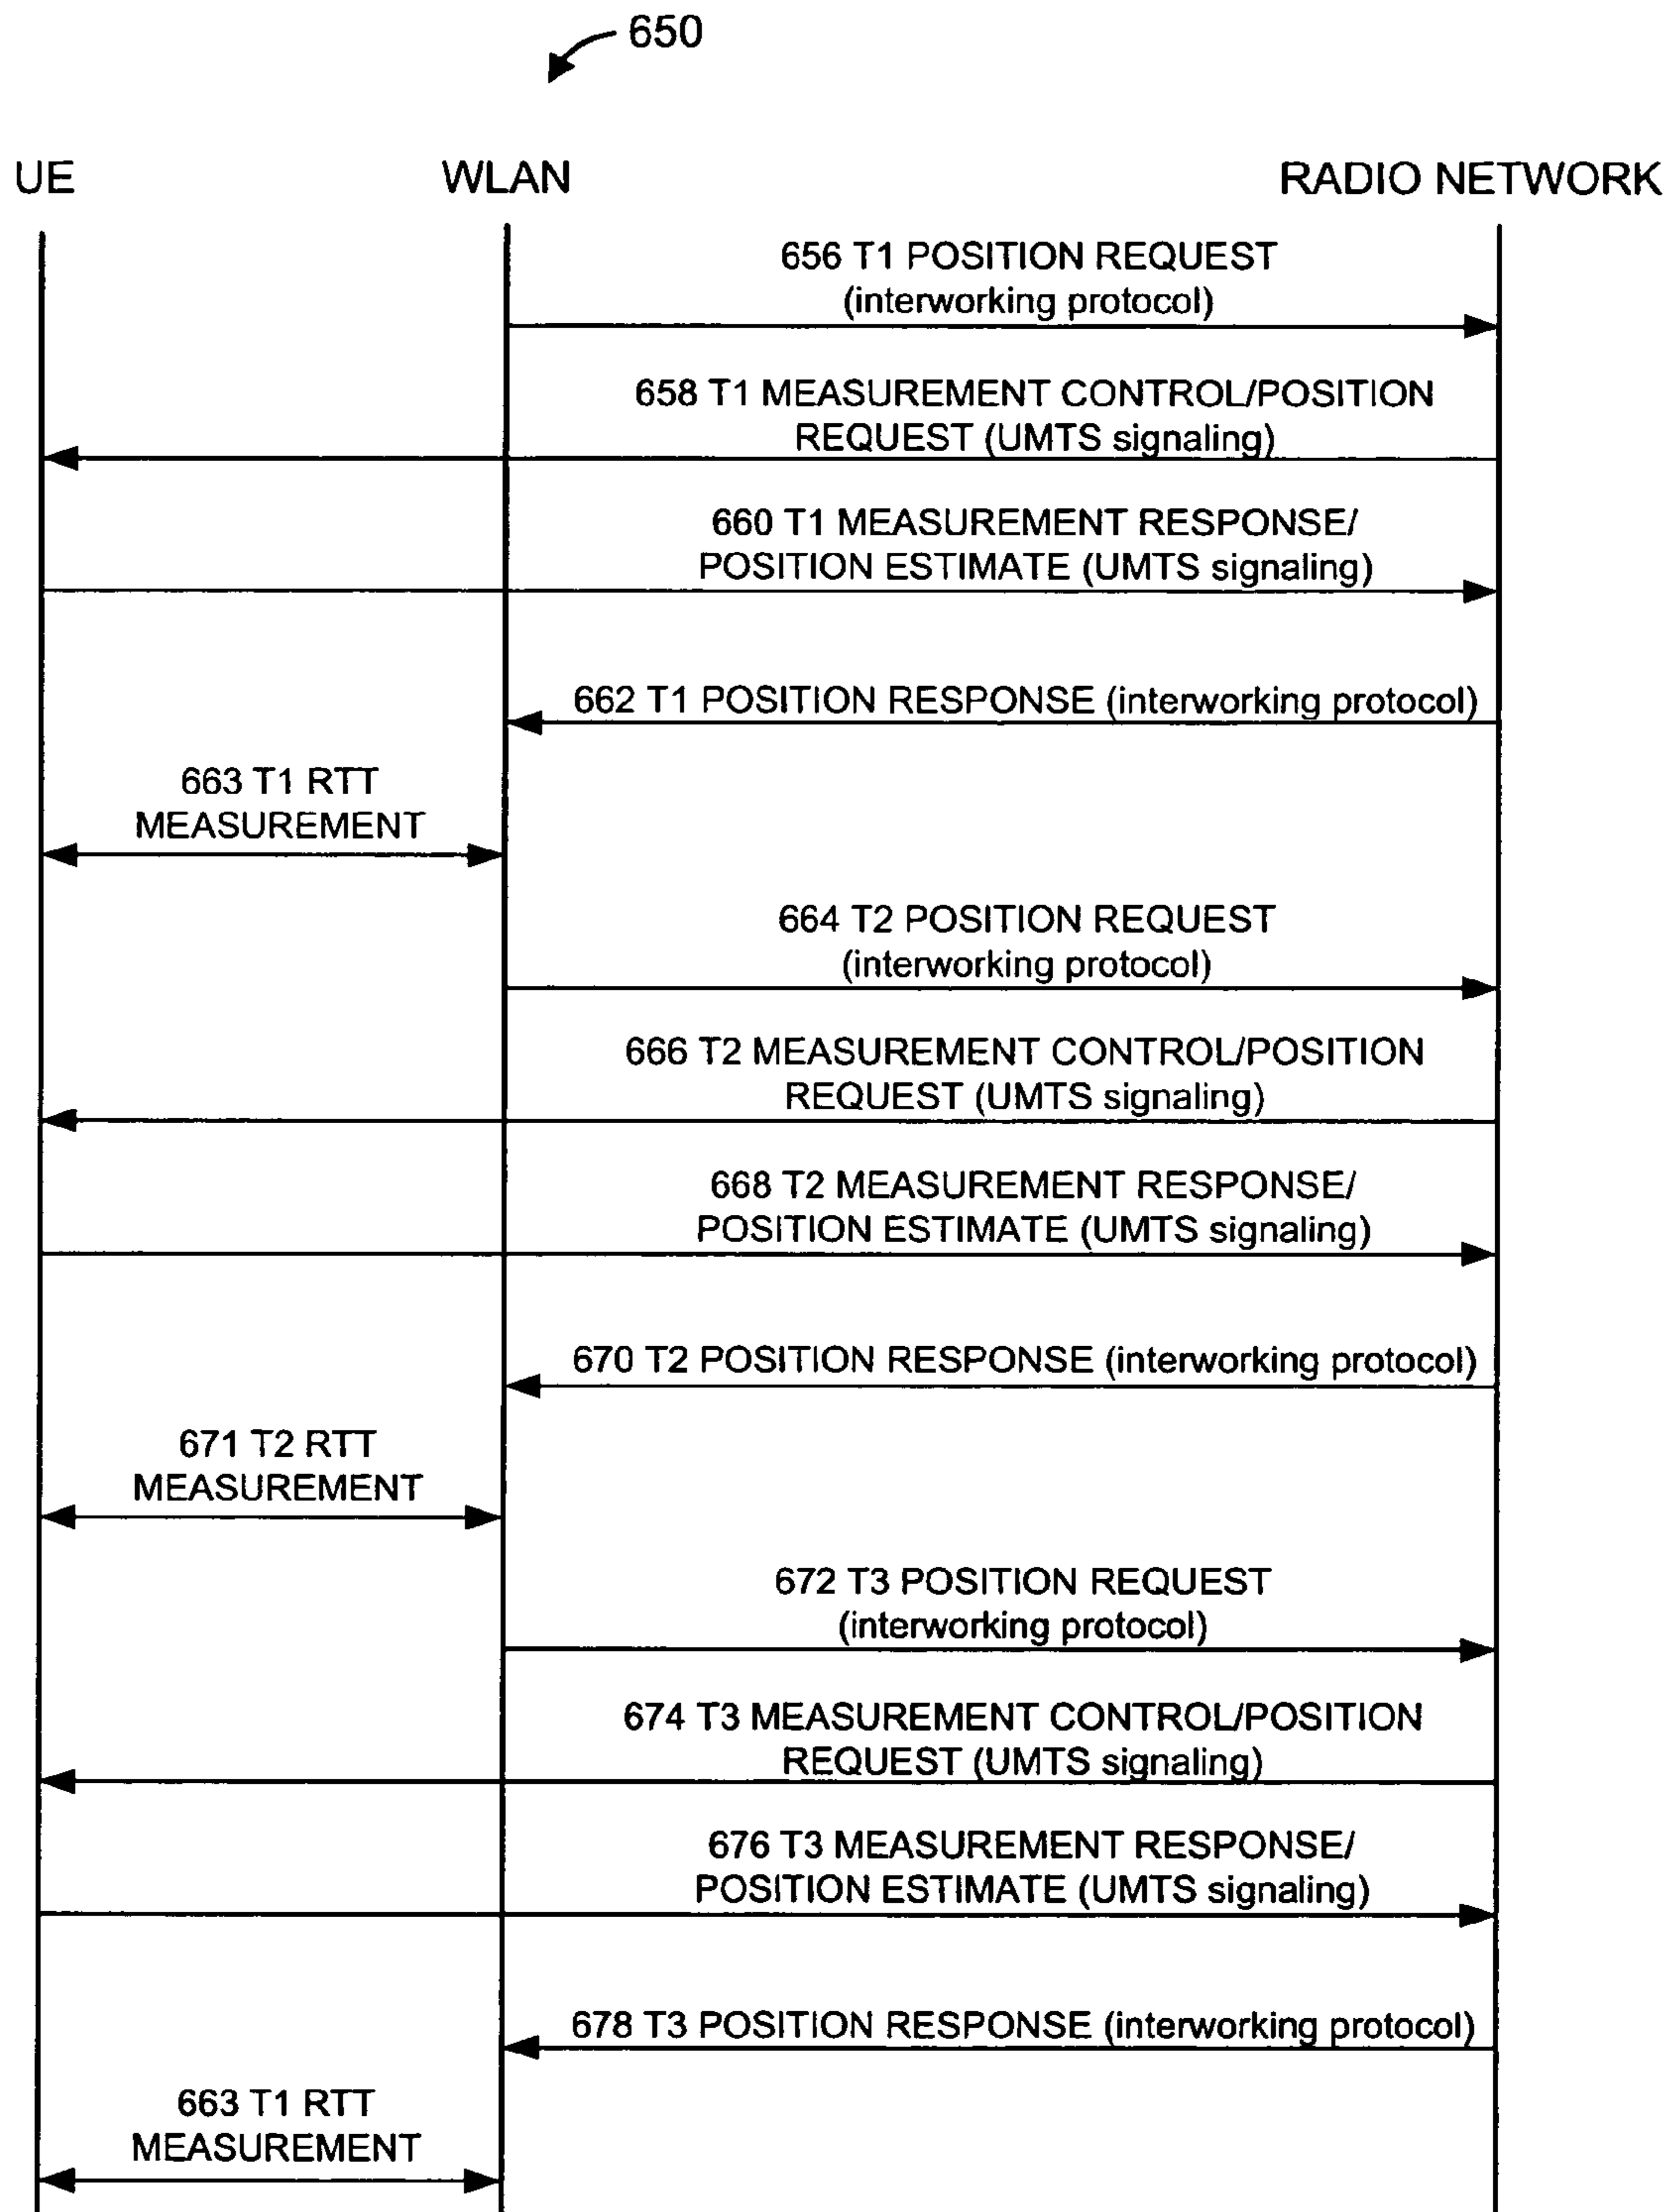 650
UE
WLAN
RADIO NETWORK
656 T1 POSITION REQUEST
(interworking protocol)
658 T1 MEASUREMENT CONTROL/POSITION
REQUEST (UMTS signaling)
660 T1 MEASUREMENT RESPONSE/
POSITION ESTIMATE (UMTS signaling)
662 T1 POSITION RESPONSE (interworking protocol)
663 T1 RTT
MEASUREMENT
664 T2 POSITION REQUEST
(interworking protocol)
666 T2 MEASUREMENT CONTROL/POSITION
REQUEST (UMTS signaling)
668 T2 MEASUREMENT RESPONSE/
POSITION ESTIMATE (UMTS signaling)
670 T2 POSITION RESPONSE (interworking protocol)
671 T2 RTT
MEASUREMENT
672 T3 POSITION REQUEST
(interworking protocol)
674 T3 MEASUREMENT CONTROL/POSITION
REQUEST (UMTS signaling)
676 T3 MEASUREMENT RESPONSE/
POSITION ESTIMATE (UMTS signaling)
678 T3 POSITION RESPONSE (interworking protocol)
663 T1 RTT
MEASUREMENT